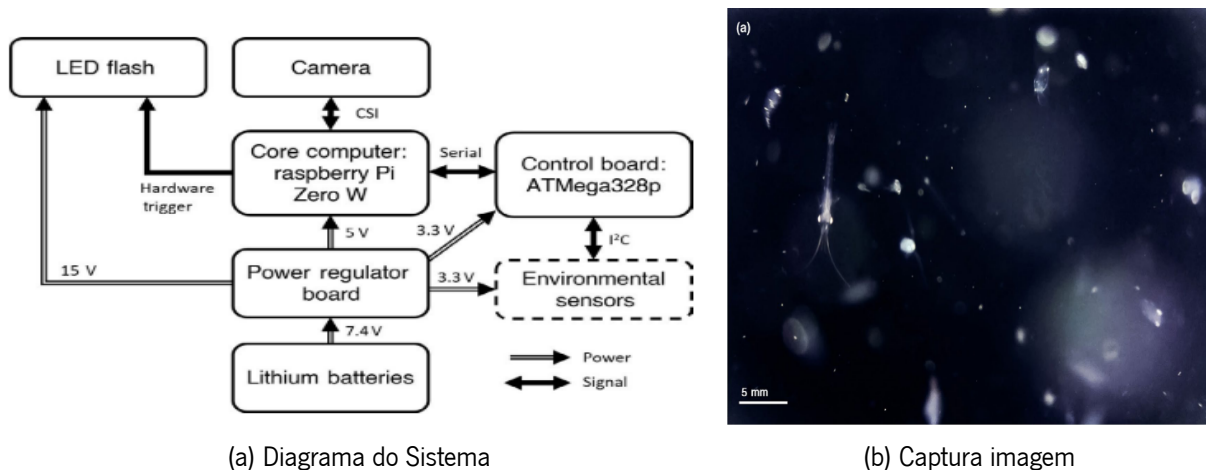 LED flash
Camera
CSI
Core computer:
raspberry Pi
Zero W
Serial
Control board:
ATMega328p
Hardware
trigger
5 V
3.3 V
I²C
15 V
Power regulator
board
3.3 V
Environmental
sensors
7.4 V
Lithium batteries
Power
Signal
(a)
5 mm
(a) Diagrama do Sistema
(b) Captura imagem